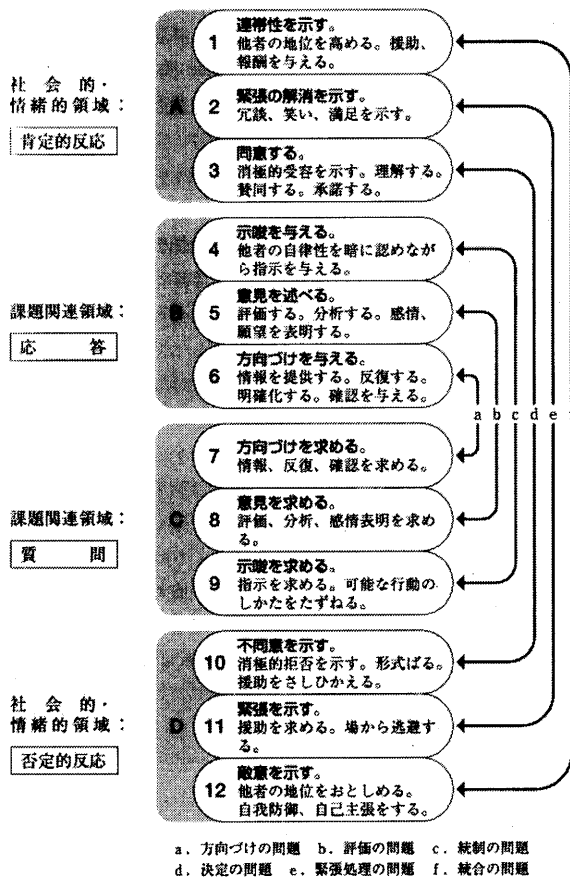 社会的・
情緒的領域：
肯定的反応
A
1 連帯性を示す。
他者の地位を高める。援助、
報酬を与える。
2 緊張の解消を示す。
冗談、笑い、満足を示す。
3 同意する。
消極的受容を示す。理解する。
賛同する。承諾する。
課題関連領域：
応答
B
4 示唆を与える。
他者の自律性を暗に認めなが
ら指示を与える。
5 意見を述べる。
評価する。分析する。感情、
願望を表明する。
6 方向づけを与える。
情報を提供する。反復する。
明確化する。確認を与える。
a b c d e
課題関連領域：
質問
C
7 方向づけを求める。
情報、反復、確認を求める。
8 意見を求める。
評価、分析、感情表明を求め
る。
9 示唆を求める。
指示を求める。可能な行動の
しかたをたずねる。
社会的・
情緒的領域：
否定的反応
D
10 不同意を示す。
消極的拒否を示す。形式ばる。
援助をさしひかえる。
11 緊張を示す。
援助を求める。場から逃避す
る。
12 敵意を示す。
他者の地位をおとしめる。
自我防御、自己主張をする。
a．方向づけの問題 b．評価の問題 c．統制の問題
d．決定の問題 e．緊張処理の問題 f．統合の問題